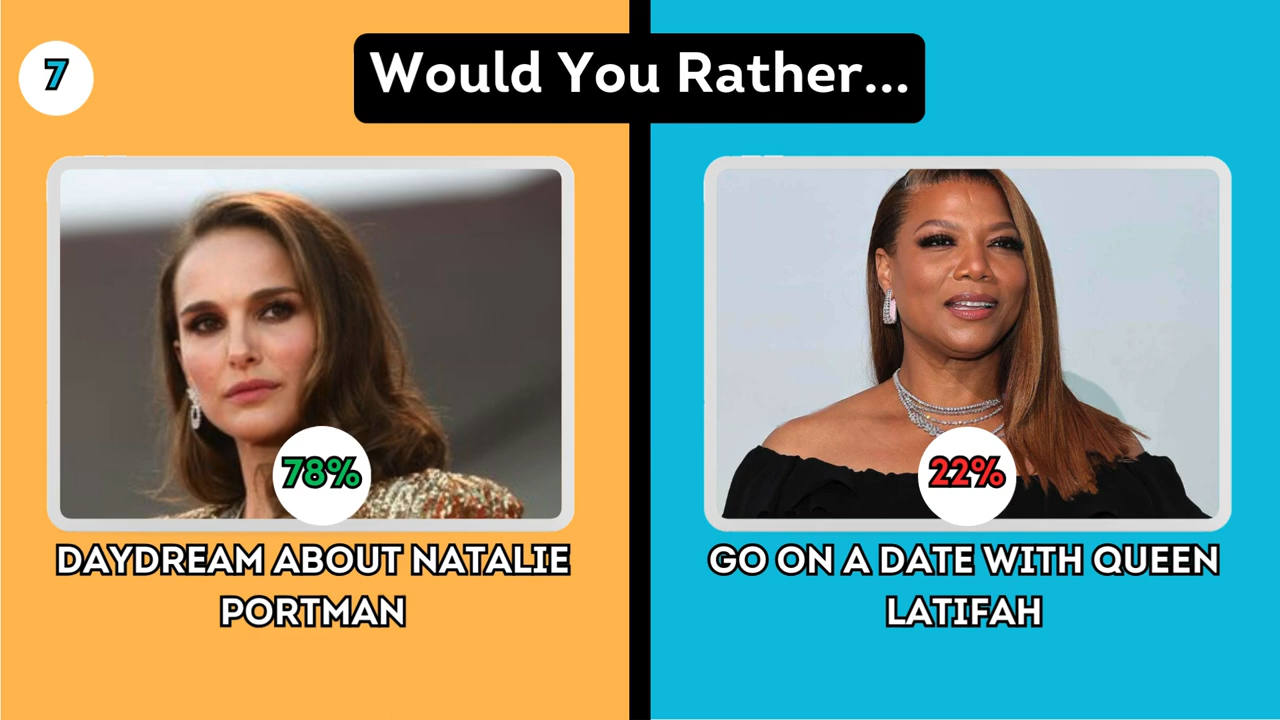 7
Would You Rather...
78%
22%
DAYDREAM ABOUT NATALIE
PORTMAN
GO ON A DATE WITH QUEEN
LATIFAH